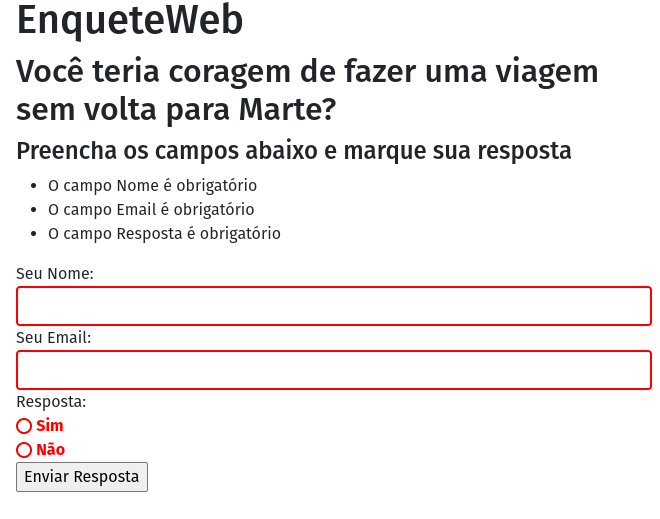 EnqueteWeb
Você teria coragem de fazer uma viagem
sem volta para Marte?
Preencha os campos abaixo e marque sua resposta
• O campo Nome é obrigatório
• O campo Email é obrigatório
• O campo Resposta é obrigatório
Seu Nome:
Seu Email:
Resposta:
Sim
Não
Enviar Resposta